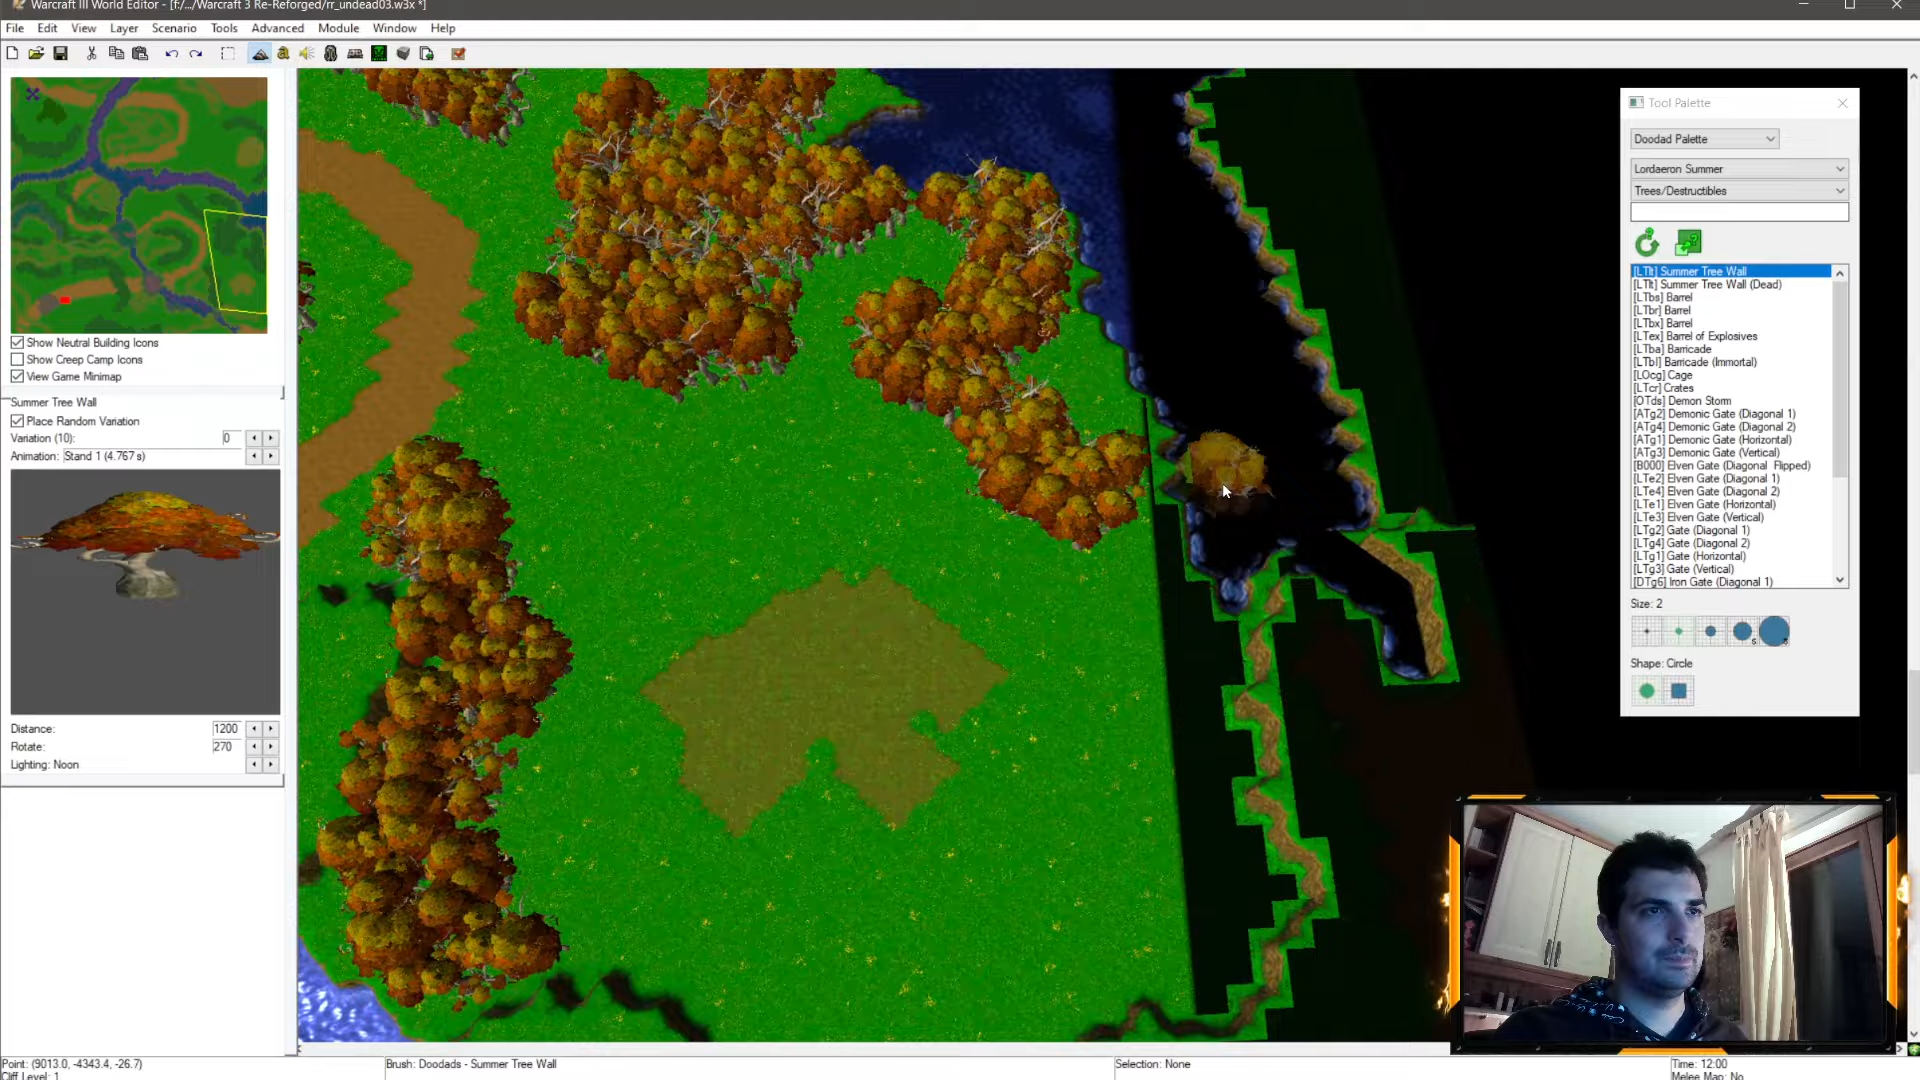 Warcraft III World Editor - [f:/.../Warcraft 3 Re-Reforged/rr_undead03.w3x *]
File Edit View Layer Scenario Tools Advanced Module Window Help
Show Neutral Building Icons
Show Creep Camp Icons
View Game Minimap
Summer Tree Wall
Place Random Variation
Variation (10): 0
Animation: Stand 1 (4.767 s)
Distance: 1200
Rotate: 270
Lighting: Noon
Tool Palette
Doodad Palette
Lordaeron Summer
Trees/Destructibles
[LTlt] Summer Tree Wall
[LTlt] Summer Tree Wall (Dead)
[LTbs] Barrel
[LTbr] Barrel
[LTbx] Barrel
[LTex] Barrel of Explosives
[LTba] Barricade
[LTbl] Barricade (Immortal)
[LOcg] Cage
[LTcr] Crates
[OTds] Demon Storm
[ATg2] Demonic Gate (Diagonal 1)
[ATg4] Demonic Gate (Diagonal 2)
[ATg1] Demonic Gate (Horizontal)
[ATg3] Demonic Gate (Vertical)
[B000] Elven Gate (Diagonal Flipped)
[LTe2] Elven Gate (Diagonal 1)
[LTe4] Elven Gate (Diagonal 2)
[LTe1] Elven Gate (Horizontal)
[LTe3] Elven Gate (Vertical)
[LTg2] Gate (Diagonal 1)
[LTg4] Gate (Diagonal 2)
[LTg1] Gate (Horizontal)
[LTg3] Gate (Vertical)
[DTg6] Iron Gate (Diagonal 1)
Size: 2
Shape: Circle
Point: (9013.0, -4343.4, -26.7)
Brush: Doodads - Summer Tree Wall
Selection: None
Time: 12:00
Cliff Level: 1
Melee Map: No